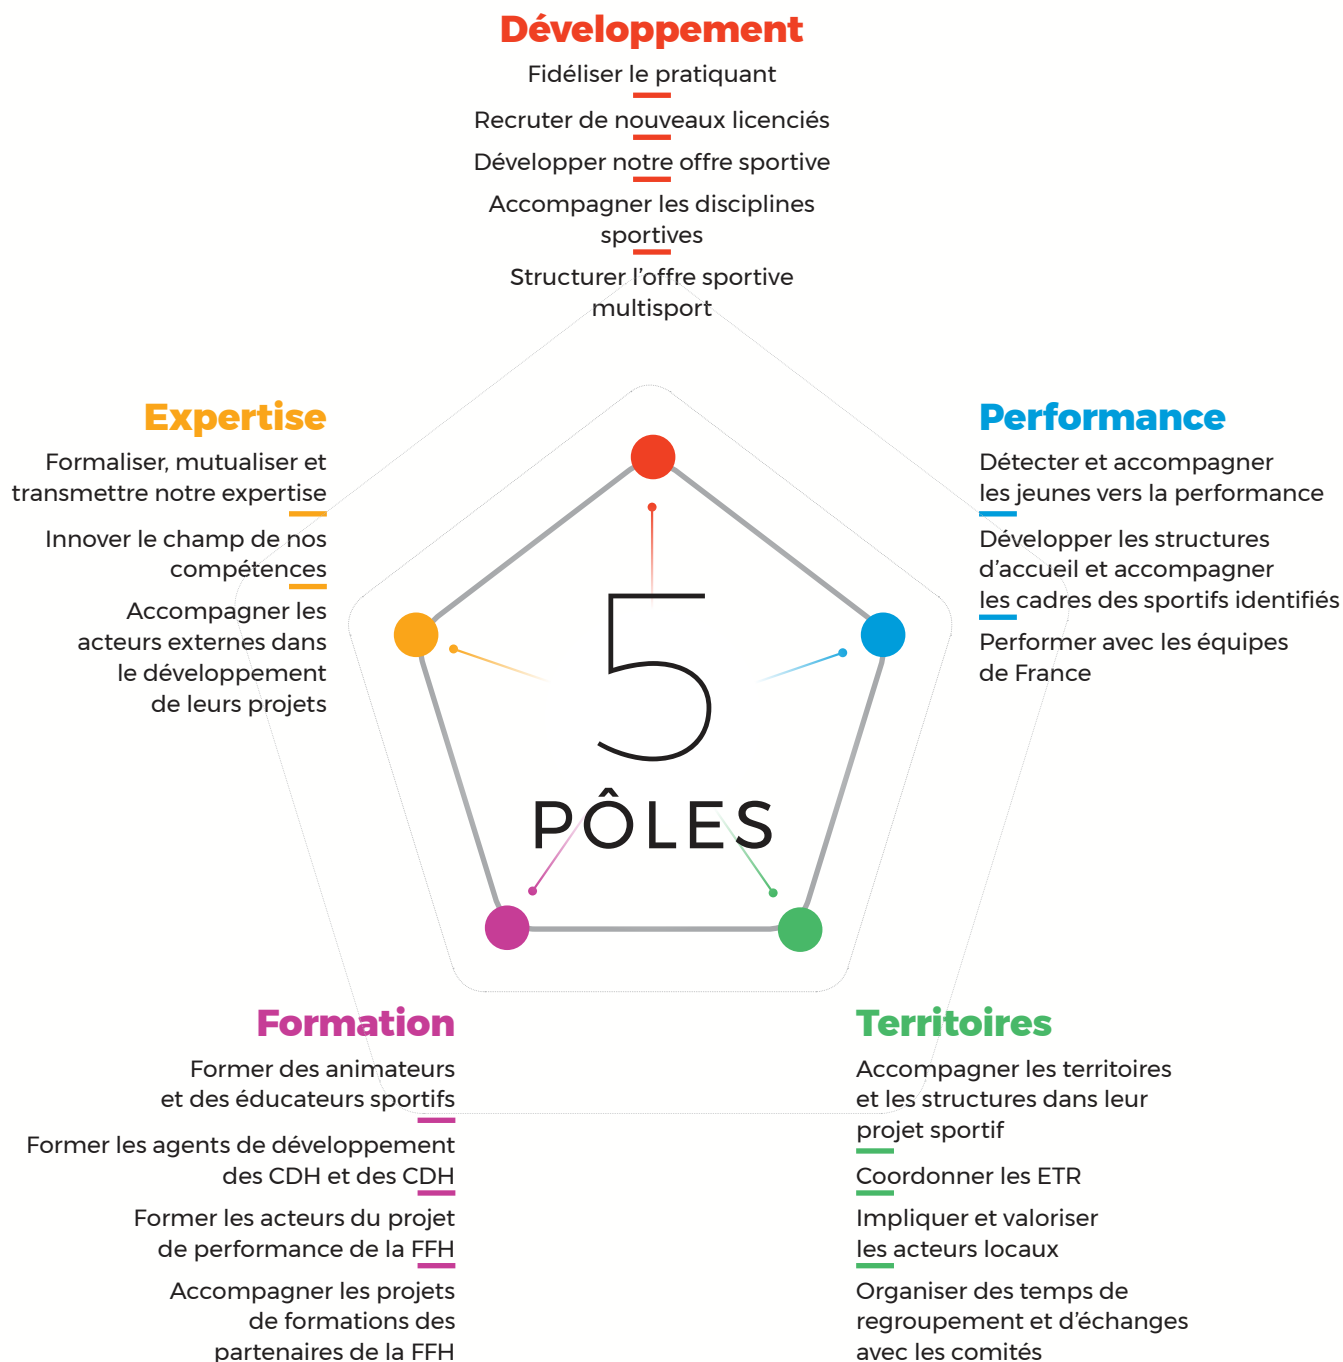 Développement
Fidéliser le pratiquant
Recruter de nouveaux licenciés
Développer notre offre sportive
Accompagner les disciplines
sportives
Structurer l'offre sportive
multisport
Expertise
Formaliser, mutualiser et
transmettre notre expertise
Innover le champ de nos
compétences
Accompagner les
acteurs externes dans
le développement
de leurs projets
Performance
Détecter et accompagner
les jeunes vers la performance
Développer les structures
d'accueil et accompagner
les cadres des sportifs identifiés
Performer avec les équipes
de France
5
PÔLES
Formation
Former des animateurs
et des éducateurs sportifs
Former les agents de développement
des CDH et des CDH
Former les acteurs du projet
de performance de la FFH
Accompagner les projets
de formations des
partenaires de la FFH
Territoires
Accompagner les territoires
et les structures dans leur
projet sportif
Coordonner les ETR
Impliquer et valoriser
les acteurs locaux
Organiser des temps de
regroupement et d'échanges
avec les comités